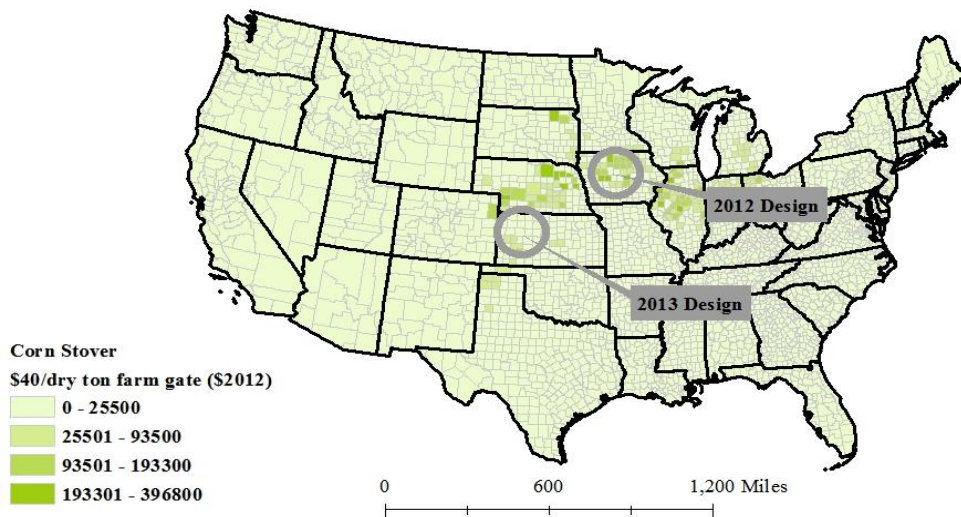 2012 Design
2013 Design
Corn Stover
$40/dry ton farm gate ($2012)
0 - 25500
25501 - 93500
93501 - 193300
193301 - 396800
0 600 1,200 Miles